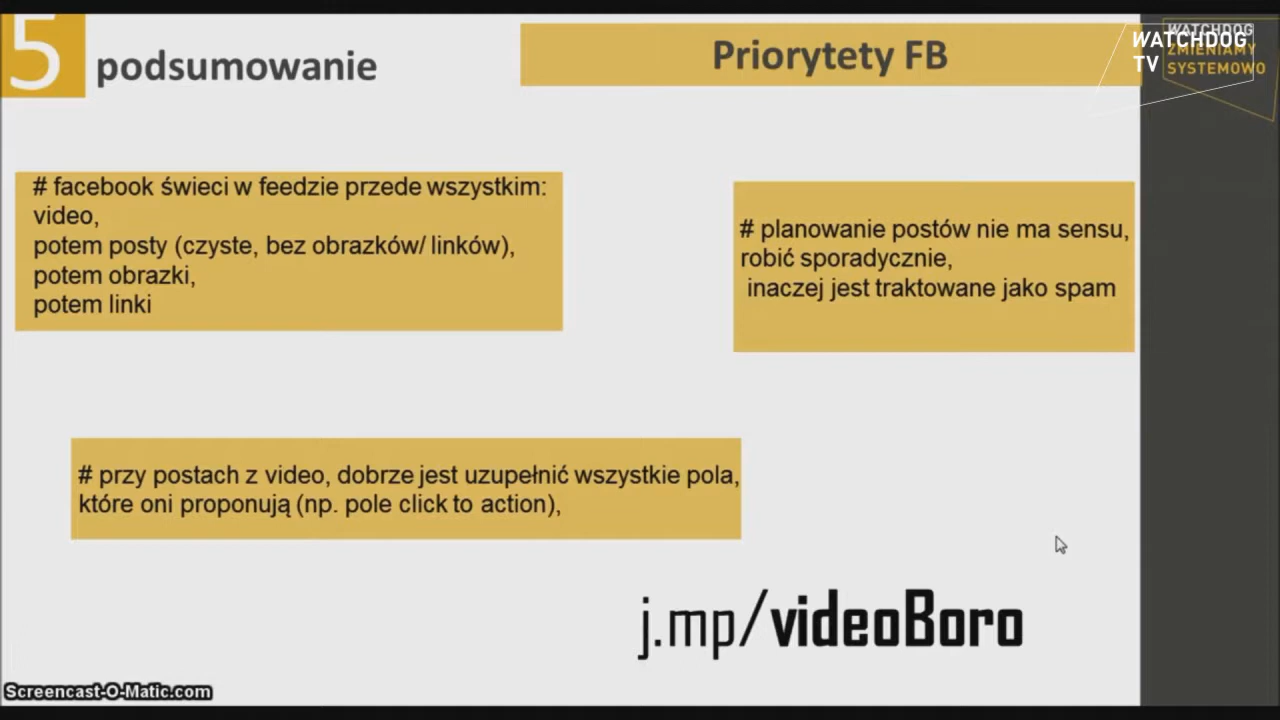 5
podsumowanie
Priorytety FB
WATCHDOG
TV
WATCHDOG
ZMIENIAMY
SYSTEMOWO
# facebook świeci w feedzie przede wszystkim:
video,
potem posty (czyste, bez obrazków/ linków),
potem obrazki,
potem linki
# planowanie postów nie ma sensu,
robić sporadycznie,
inaczej jest traktowane jako spam
# przy postach z video, dobrze jest uzupełnić wszystkie pola,
które oni proponują (np. pole click to action),
j.mp/videoBoro
Screencast-O-Matic.com